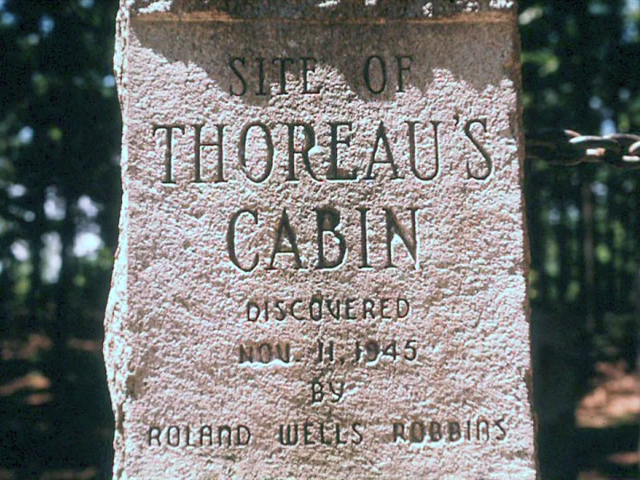 SITE OF
THOREAU'S
CABIN
DISCOVERED
NOV. 11, 1945
BY
ROLAND WELLS ROBBINS